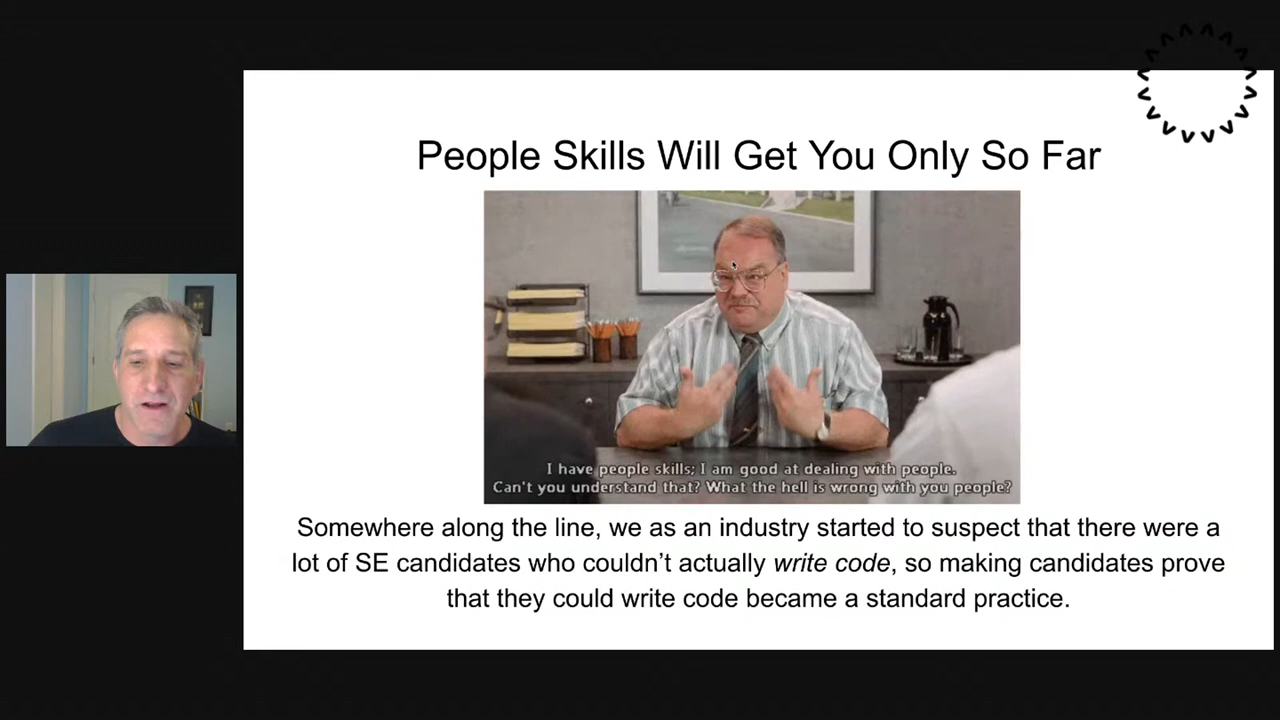 People Skills Will Get You Only So Far
I have people skills; I am good at dealing with people.
Can't you understand that? What the hell is wrong with you people?
Somewhere along the line, we as an industry started to suspect that there were a
lot of SE candidates who couldn’t actually write code, so making candidates prove
that they could write code became a standard practice.